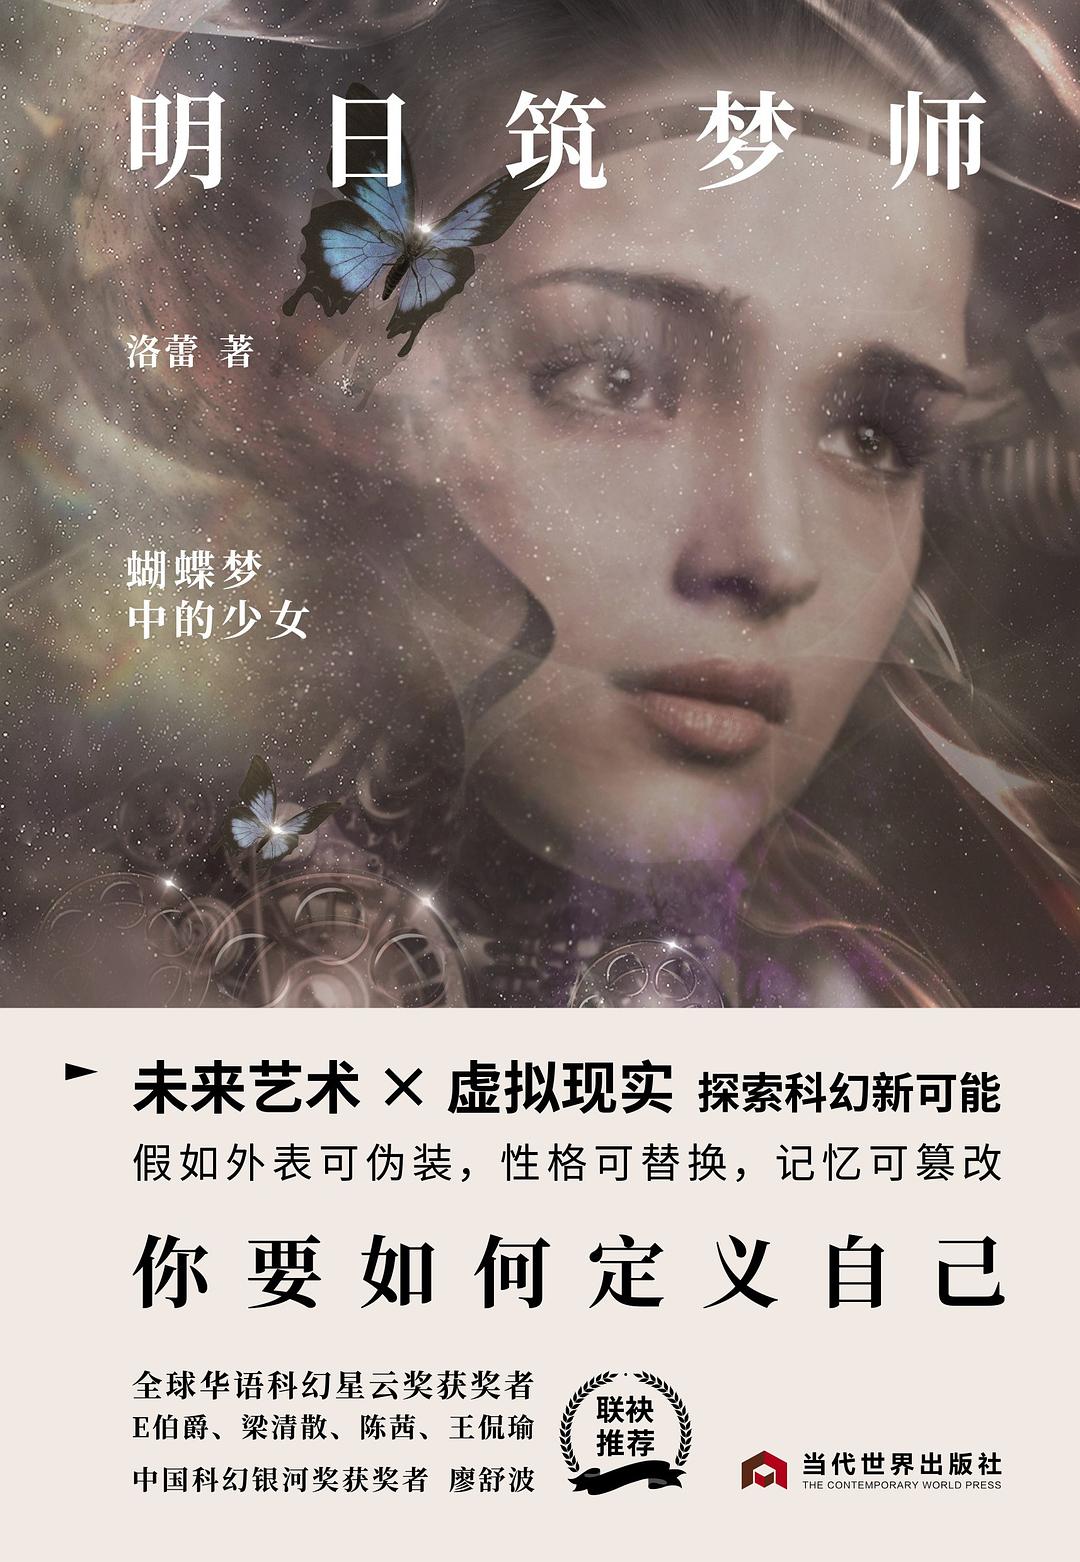 明日筑梦师
洛蕾 著
蝴蝶梦
中的少女
未来艺术 × 虚拟现实 探索科幻新可能
假如外表可伪装，性格可替换，记忆可篡改
你要如何定义自己
全球华语科幻星云奖获奖者
E伯爵、梁清散、陈茜、王侃瑜
中国科幻银河奖获奖者 廖舒波
联袂
推荐
当代世界出版社
THE CONTEMPORARY WORLD PRESS